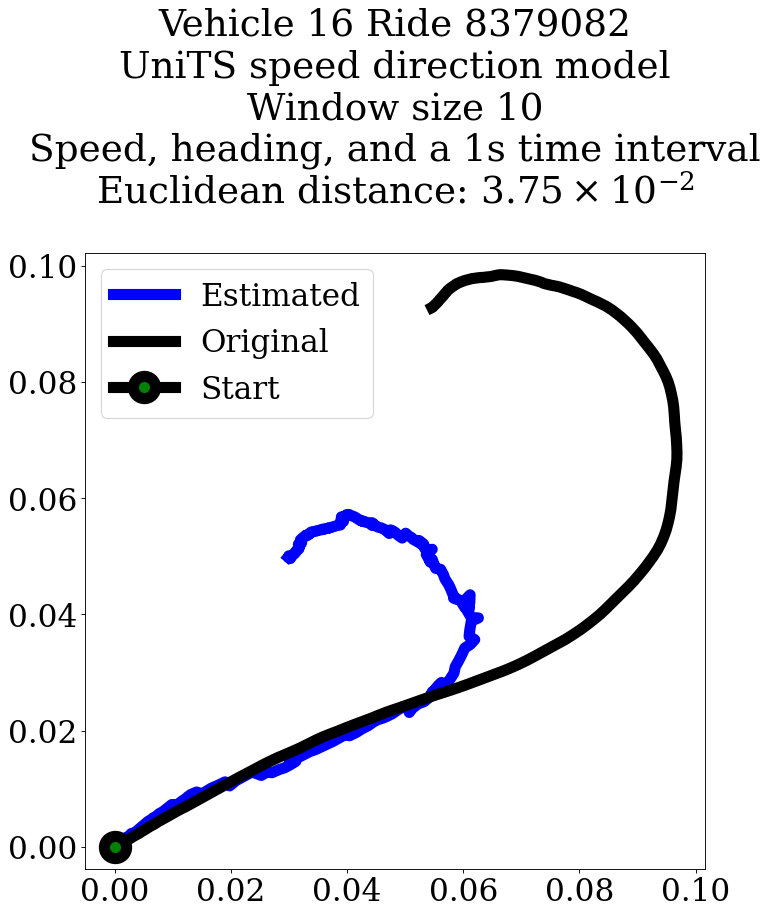 Vehicle 16 Ride 8379082
UniTS speed direction model
Window size 10
Speed, heading, and a 1s time interval
Euclidean distance: 3.75 × 10⁻²
0.10
Estimated
Original
Start
0.08
0.06
0.04
0.02
0.00
0.00 0.02 0.04 0.06 0.08 0.10